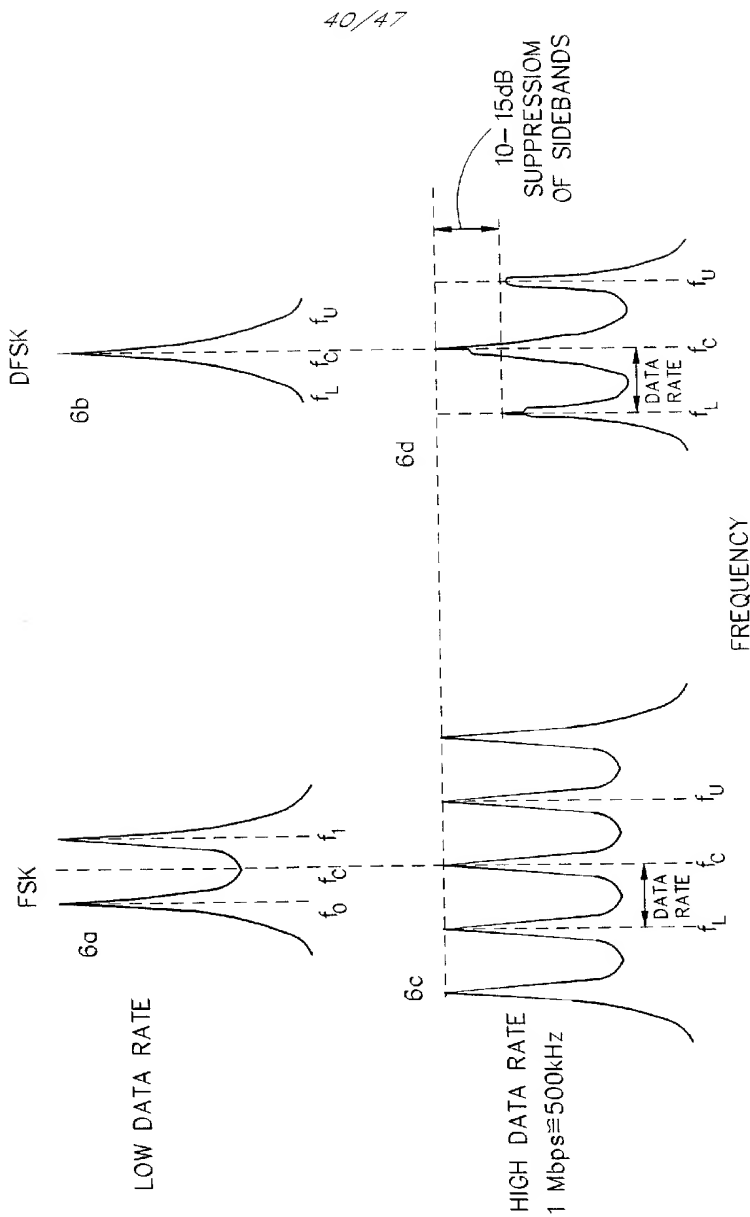 40/47
FSK
DFSK
6a
6b
LOW DATA RATE
f0
fC
f1
fL
fC
fU
6c
6d
10-15dB
SUPPRESSIOM
OF SIDEBANDS
HIGH DATA RATE
1 Mbps≡500kHz
DATA
RATE
fL
fC
fU
DATA
RATE
fL
fC
fU
FREQUENCY